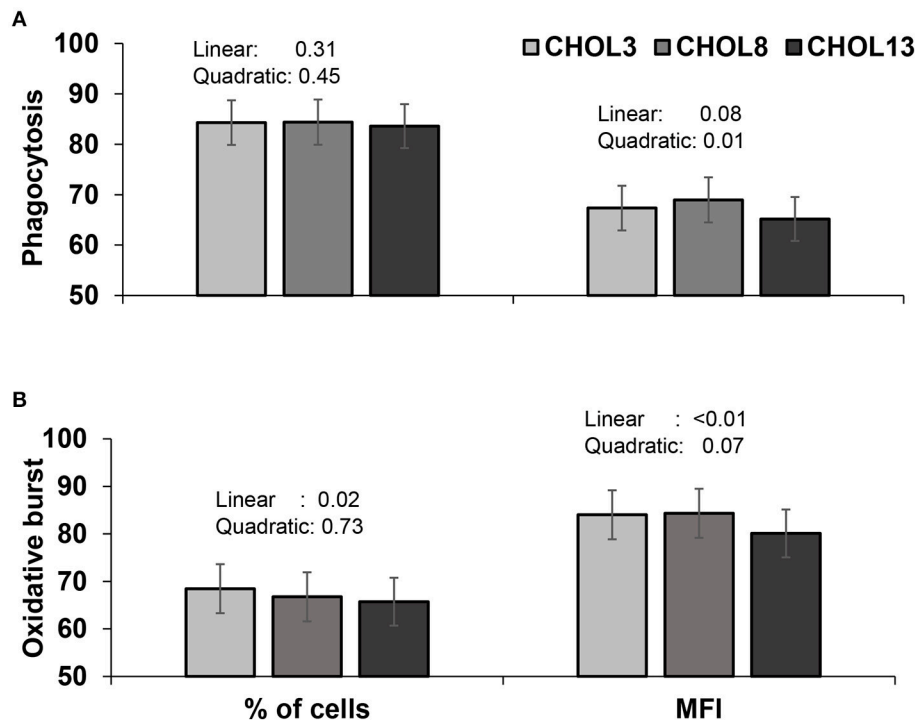 A
CHOL3 CHOL8 CHOL13
Linear: 0.31
Quadratic: 0.45
Linear: 0.08
Quadratic: 0.01
Phagocytosis
100
90
80
70
60
50
B
Linear : <0.01
Quadratic: 0.07
Linear : 0.02
Quadratic: 0.73
Oxidative burst
100
90
80
70
60
50
% of cells MFI